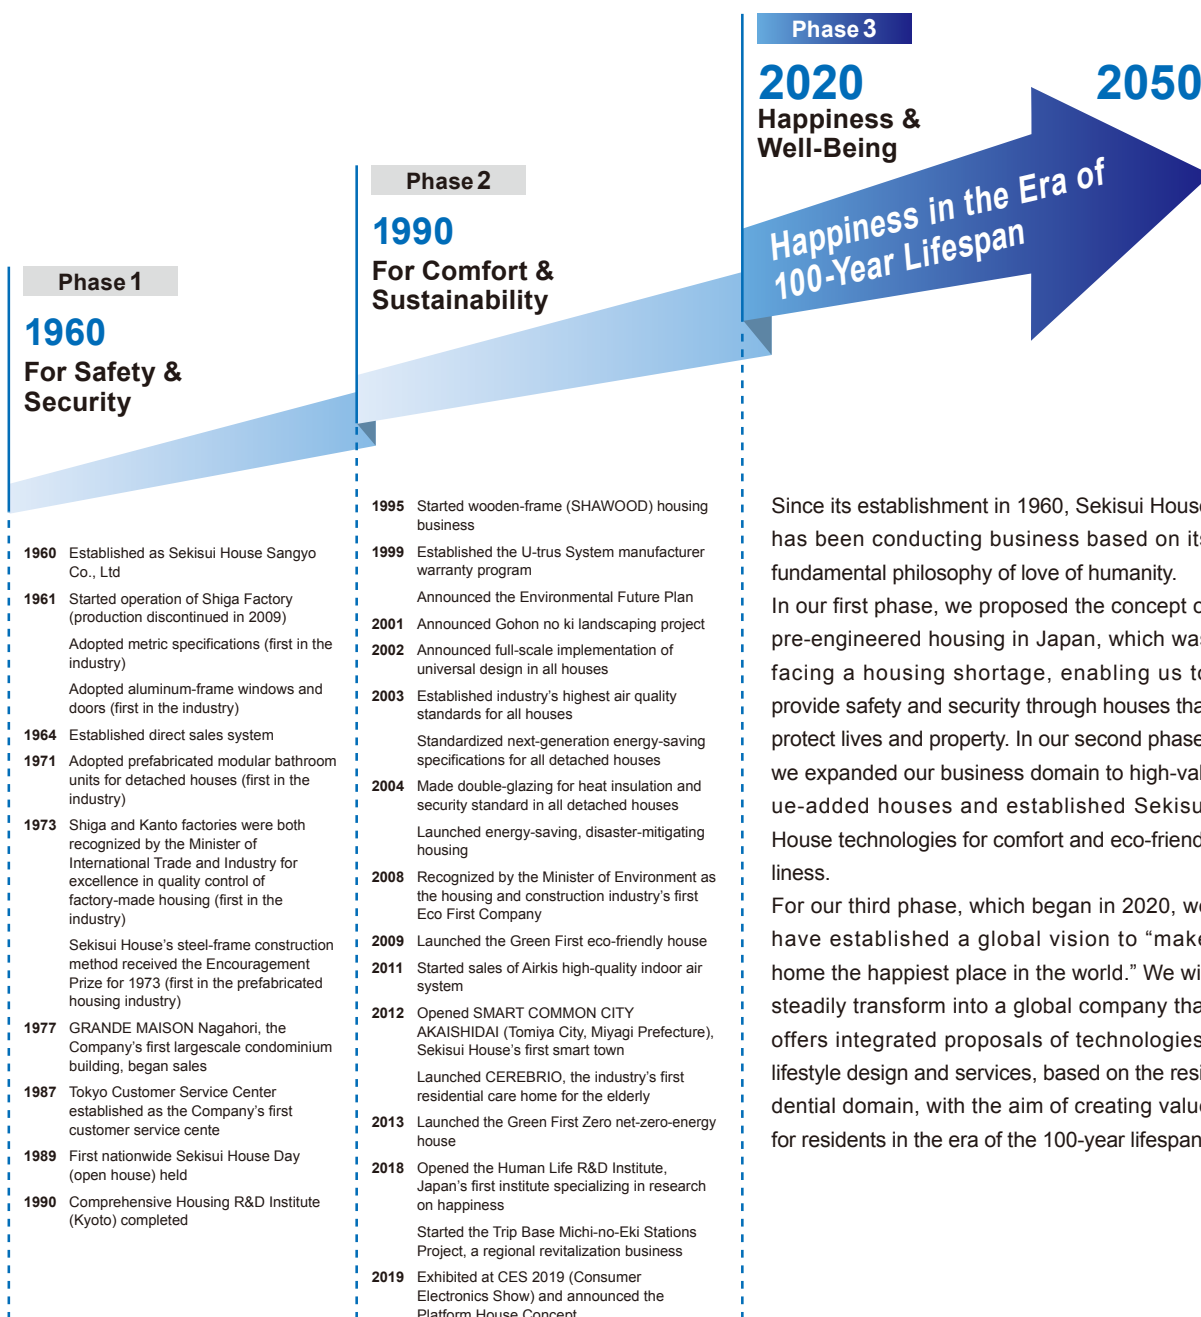 Phase 3
2020
2050
Happiness &
Well-Being
Happiness in the Era of
100-Year Lifespan
Phase 2
1990
For Comfort &
Sustainability
Phase 1
1960
For Safety &
Security
1960 Established as Sekisui House Sangyo
Co., Ltd
1961 Started operation of Shiga Factory
(production discontinued in 2009)
Adopted metric specifications (first in the
industry)
Adopted aluminum-frame windows and
doors (first in the industry)
1964 Established direct sales system
1971 Adopted prefabricated modular bathroom
units for detached houses (first in the
industry)
1973 Shiga and Kanto factories were both
recognized by the Minister of
International Trade and Industry for
excellence in quality control of
factory-made housing (first in the
industry)
Sekisui House’s steel-frame construction
method received the Encouragement
Prize for 1973 (first in the prefabricated
housing industry)
1977 GRANDE MAISON Nagahori, the
Company’s first largescale condominium
building, began sales
1987 Tokyo Customer Service Center
established as the Company’s first
customer service cente
1989 First nationwide Sekisui House Day
(open house) held
1990 Comprehensive Housing R&D Institute
(Kyoto) completed
1995 Started wooden-frame (SHAWOOD) housing
business
1999 Established the U-trus System manufacturer
warranty program
Announced the Environmental Future Plan
2001 Announced Gohon no ki landscaping project
2002 Announced full-scale implementation of
universal design in all houses
2003 Established industry’s highest air quality
standards for all houses
Standardized next-generation energy-saving
specifications for all detached houses
2004 Made double-glazing for heat insulation and
security standard in all detached houses
Launched energy-saving, disaster-mitigating
housing
2008 Recognized by the Minister of Environment as
the housing and construction industry’s first
Eco First Company
2009 Launched the Green First eco-friendly house
2011 Started sales of Airkis high-quality indoor air
system
2012 Opened SMART COMMON CITY
AKAISHIDAI (Tomiya City, Miyagi Prefecture),
Sekisui House’s first smart town
Launched CEREBRIO, the industry’s first
residential care home for the elderly
2013 Launched the Green First Zero net-zero-energy
house
2018 Opened the Human Life R&D Institute,
Japan’s first institute specializing in research
on happiness
Started the Trip Base Michi-no-Eki Stations
Project, a regional revitalization business
2019 Exhibited at CES 2019 (Consumer
Electronics Show) and announced the
Platform House Concept
Since its establishment in 1960, Sekisui House
has been conducting business based on its
fundamental philosophy of love of humanity.
In our first phase, we proposed the concept o
pre-engineered housing in Japan, which was
facing a housing shortage, enabling us to
provide safety and security through houses tha
protect lives and property. In our second phase
we expanded our business domain to high-val
ue-added houses and established Sekisu
House technologies for comfort and eco-friend
liness.
For our third phase, which began in 2020, we
have established a global vision to “make
home the happiest place in the world.” We wi
steadily transform into a global company tha
offers integrated proposals of technologies
lifestyle design and services, based on the resi
dential domain, with the aim of creating value
for residents in the era of the 100-year lifespan